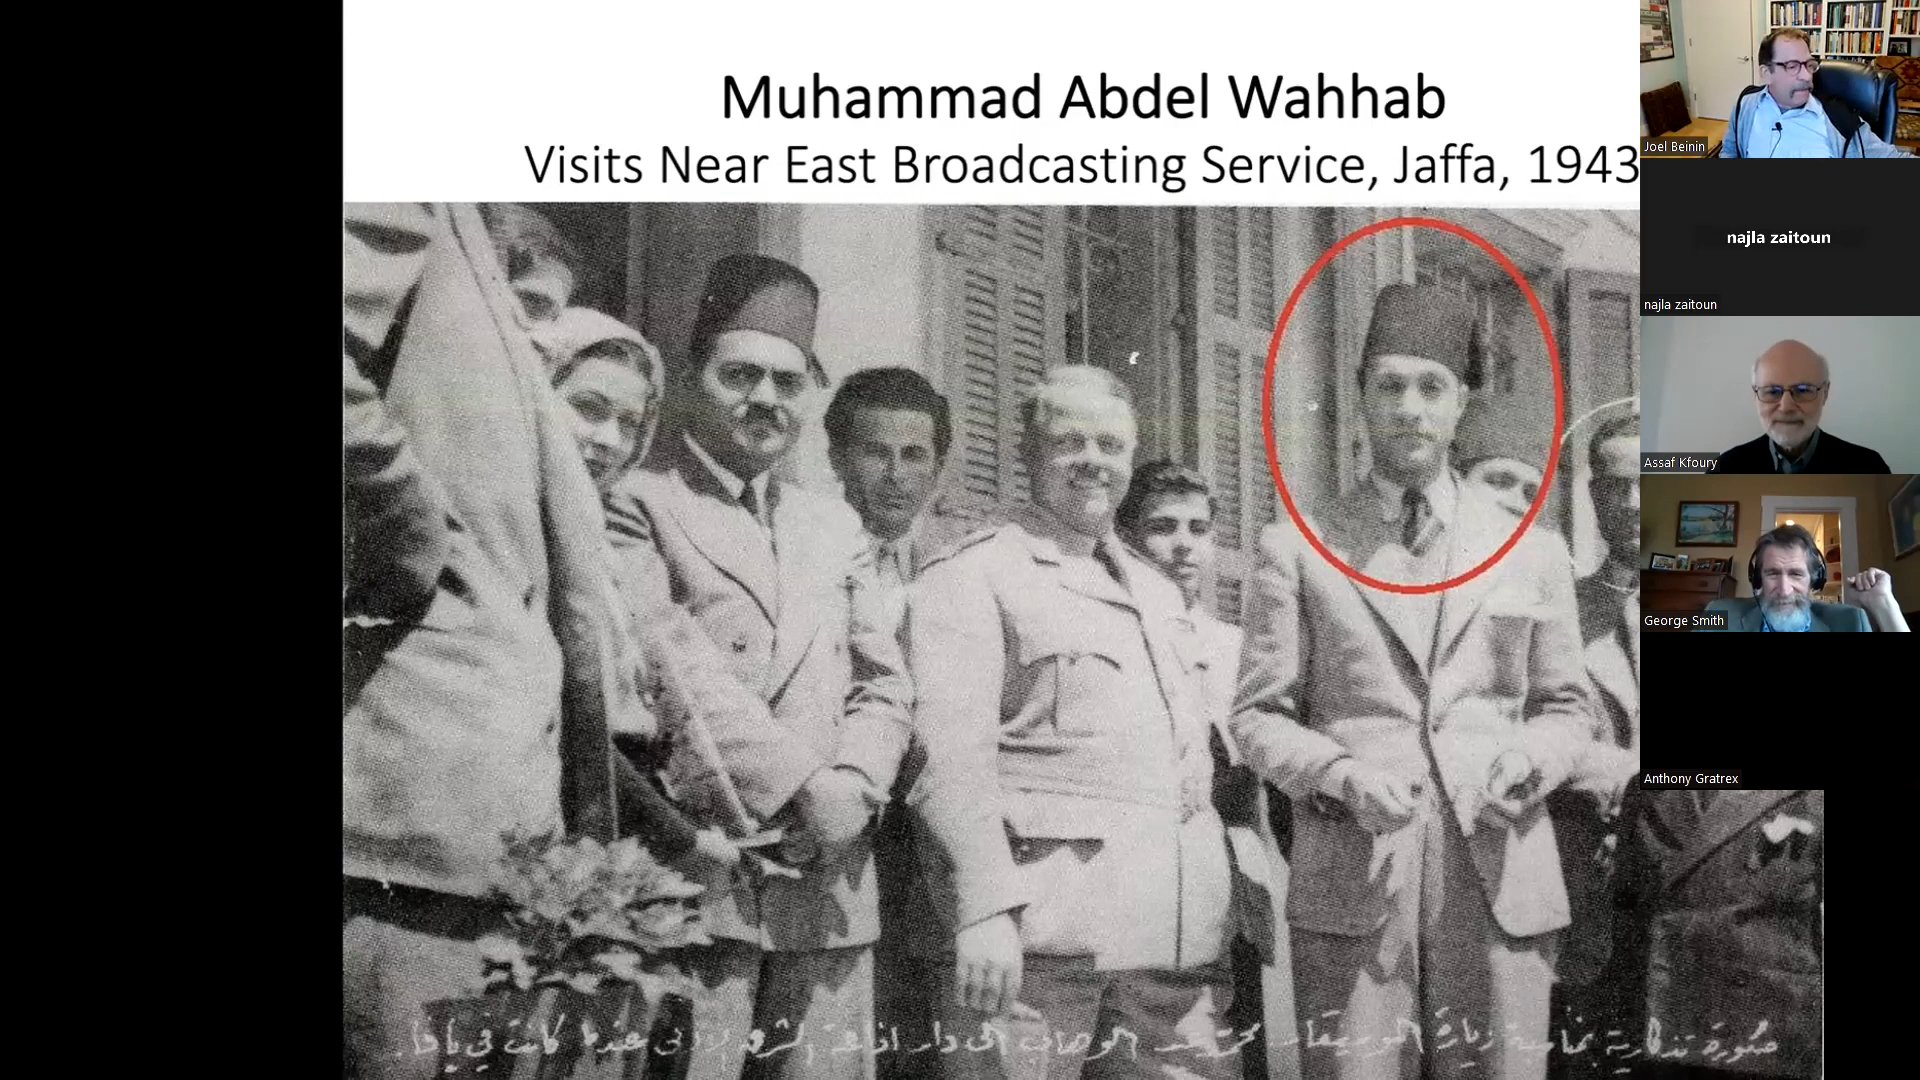 Muhammad Abdel Wahhab
Visits Near East Broadcasting Service, Jaffa, 1943
صورة تذكارية بمناسبة زيارة الموسيقار محمد عبد الوهاب الى دار اذاعة الشرق الادنى عندما كانت في يافا.
Joel Beinin
najla zaitoun
najla zaitoun
Assaf Kfoury
George Smith
Anthony Gratrex